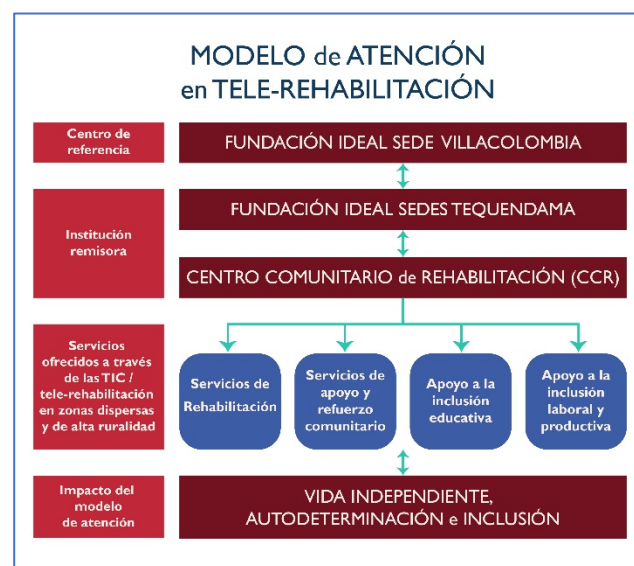 MODELO de ATENCIÓN
en TELE-REHABILITACIÓN
Centro de
referencia
FUNDACIÓN IDEAL SEDE VILLACOLOMBIA
Institución
remisora
FUNDACIÓN IDEAL SEDES TEQUENDAMA
CENTRO COMUNITARIO de REHABILITACIÓN (CCR)
Servicios
ofrecidos a través
de las TIC /
tele-rehabilitación
en zonas dispersas
y de alta ruralidad
Servicios de
Rehabilitación
Servicios de
apoyo y
refuerzo
comunitario
Apoyo a la
inclusión
educativa
Apoyo a la
inclusión
laboral y
productiva
Impacto del
modelo
de atención
VIDA INDEPENDIENTE,
AUTODETERMINACIÓN e INCLUSIÓN